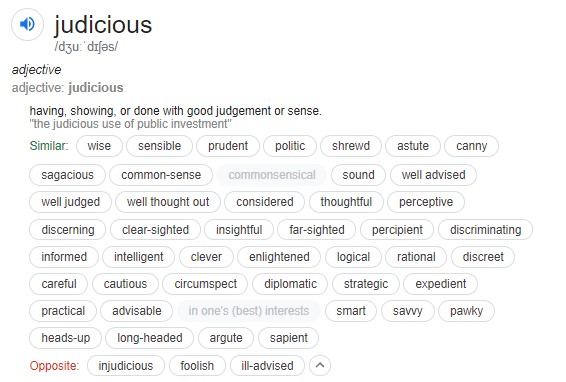 judicious
/dʒuːˈdɪʃəs/
adjective
adjective: judicious
having, showing, or done with good judgement or sense.
"the judicious use of public investment"
Similar: wise sensible prudent politic shrewd astute canny
sagacious common-sense commonsensical sound well advised
well judged well thought out considered thoughtful perceptive
discerning clear-sighted insightful far-sighted percipient discriminating
informed intelligent clever enlightened logical rational discreet
careful cautious circumspect diplomatic strategic expedient
practical advisable in one's (best) interests smart savvy pawky
heads-up long-headed argute sapient
Opposite: injudicious foolish ill-advised